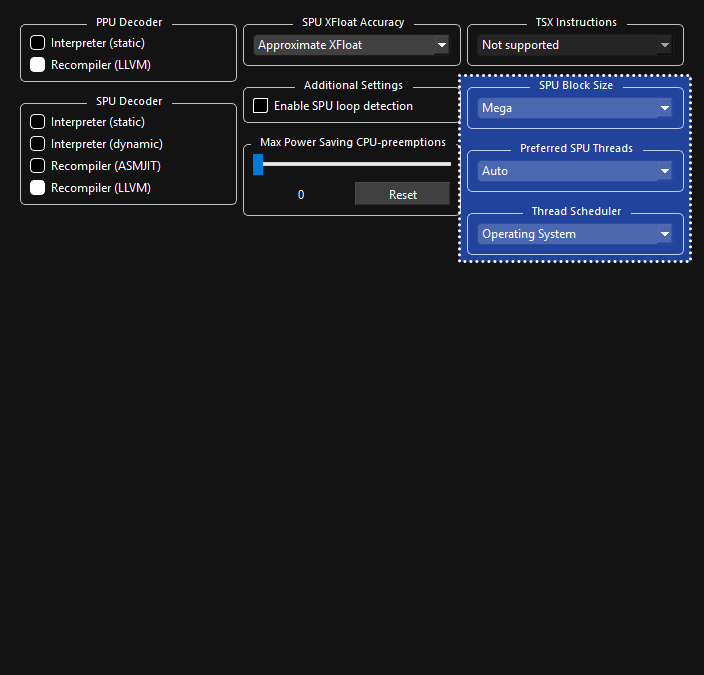 PPU Decoder
Interpreter (static)
Recompiler (LLVM)
SPU Decoder
Interpreter (static)
Interpreter (dynamic)
Recompiler (ASMJIT)
Recompiler (LLVM)
SPU XFloat Accuracy
Approximate XFloat
Additional Settings
Enable SPU loop detection
Max Power Saving CPU-preemptions
0
Reset
TSX Instructions
Not supported
SPU Block Size
Mega
Preferred SPU Threads
Auto
Thread Scheduler
Operating System